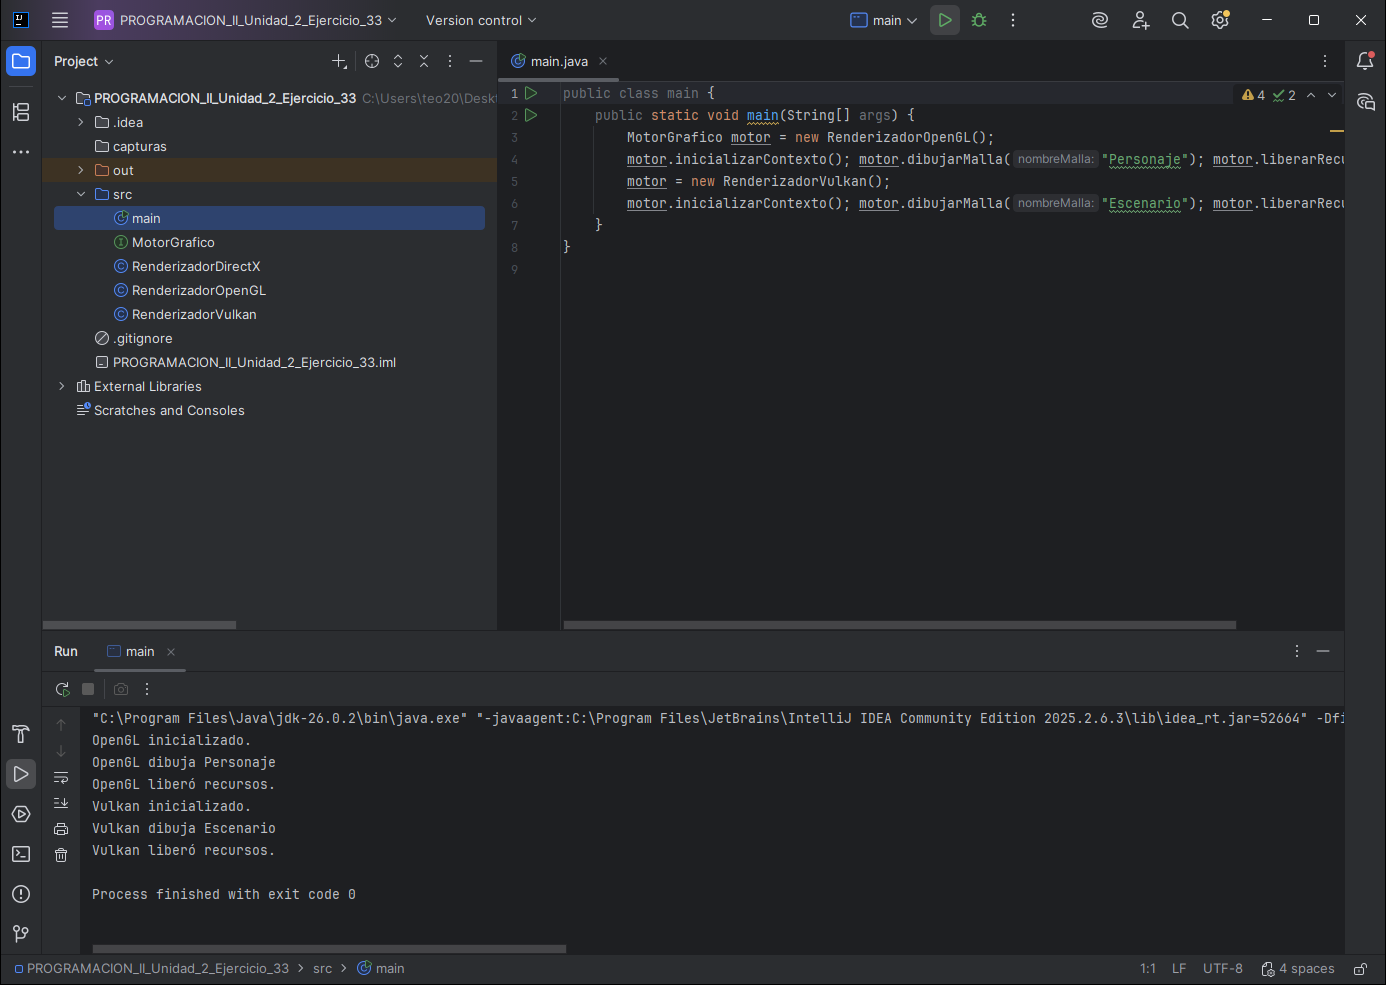 PR PROGRAMACION_II_Unidad_2_Ejercicio_33 Version control main
Project
main.java
PROGRAMACION_II_Unidad_2_Ejercicio_33 C:\Users\teo20\Deskt
.idea
capturas
out
src
main
MotorGrafico
RenderizadorDirectX
RenderizadorOpenGL
RenderizadorVulkan
.gitignore
PROGRAMACION_II_Unidad_2_Ejercicio_33.iml
External Libraries
Scratches and Consoles
4 2
1 public class main {
2 public static void main(String[] args) {
3 MotorGrafico motor = new RenderizadorOpenGL();
4 motor.inicializarContexto(); motor.dibujarMalla( nombreMalla: "Personaje"); motor.liberarRecu
5 motor = new RenderizadorVulkan();
6 motor.inicializarContexto(); motor.dibujarMalla( nombreMalla: "Escenario"); motor.liberarRecu
7 }
8 }
9
Run main
"C:\Program Files\Java\jdk-26.0.2\bin\java.exe" "-javaagent:C:\Program Files\JetBrains\IntelliJ IDEA Community Edition 2025.2.6.3\lib\idea_rt.jar=52664" -Dfi
OpenGL inicializado.
OpenGL dibuja Personaje
OpenGL liberó recursos.
Vulkan inicializado.
Vulkan dibuja Escenario
Vulkan liberó recursos.
Process finished with exit code 0
PROGRAMACION_II_Unidad_2_Ejercicio_33 src main 1:1 LF UTF-8 4 spaces